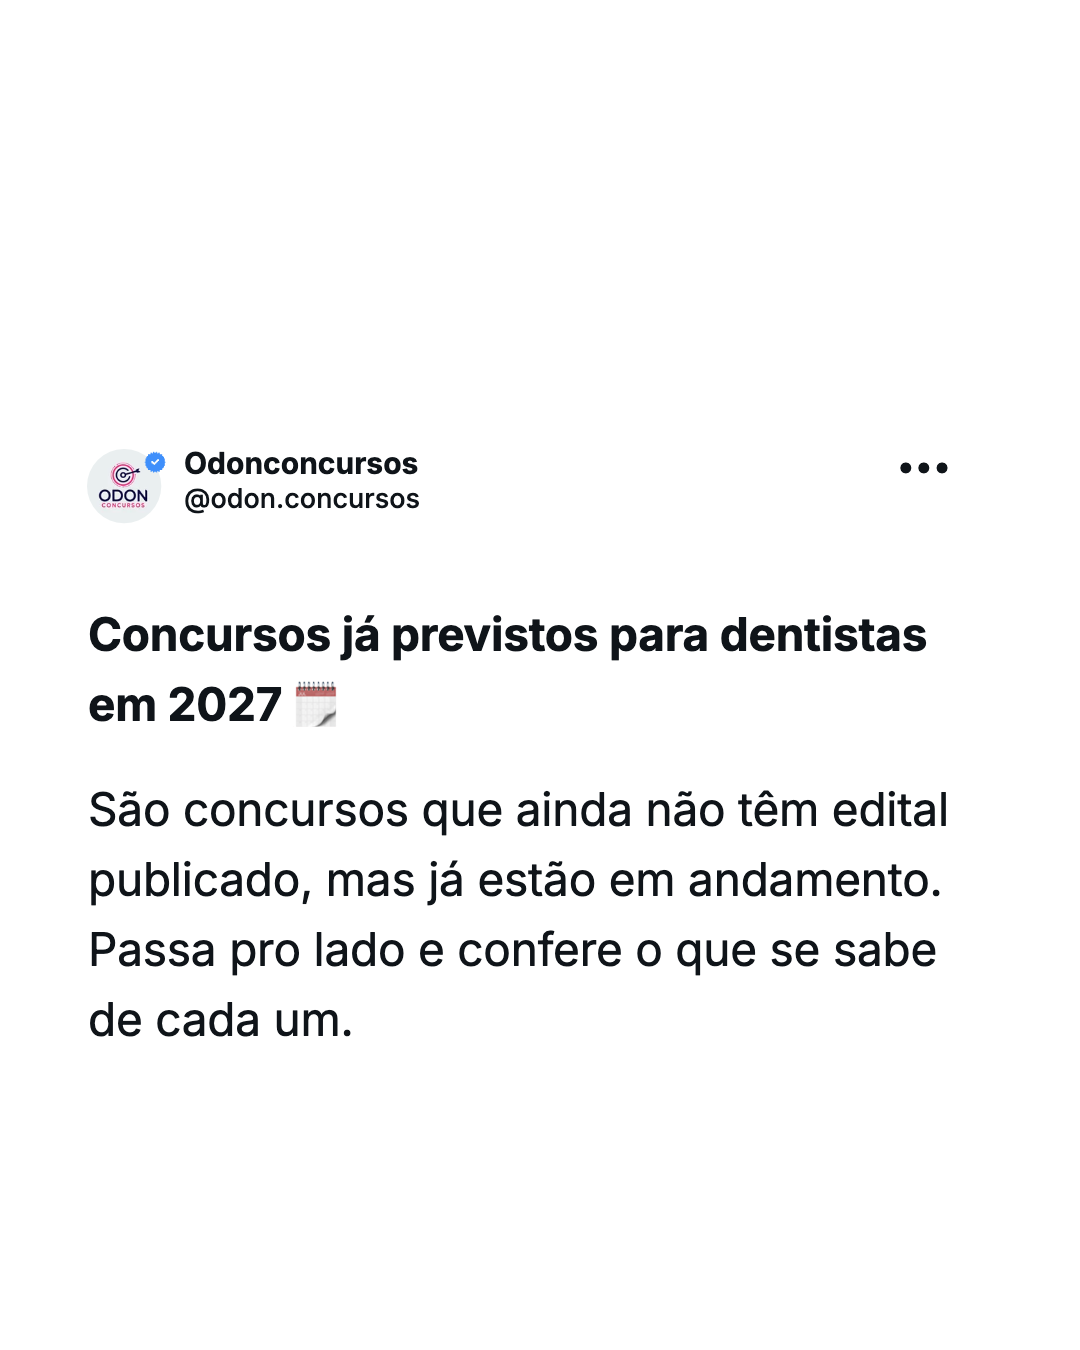 ODON
CONCURSOS
Odonconcursos
@odon.concursos
Concursos já previstos para dentistas
em 2027 🗓️
São concursos que ainda não têm edital
publicado, mas já estão em andamento.
Passa pro lado e confere o que se sabe
de cada um.